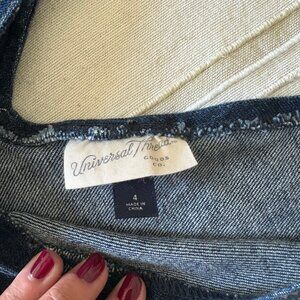 Universal Thread
GOODS
CO.
4
MADE IN
CHINA